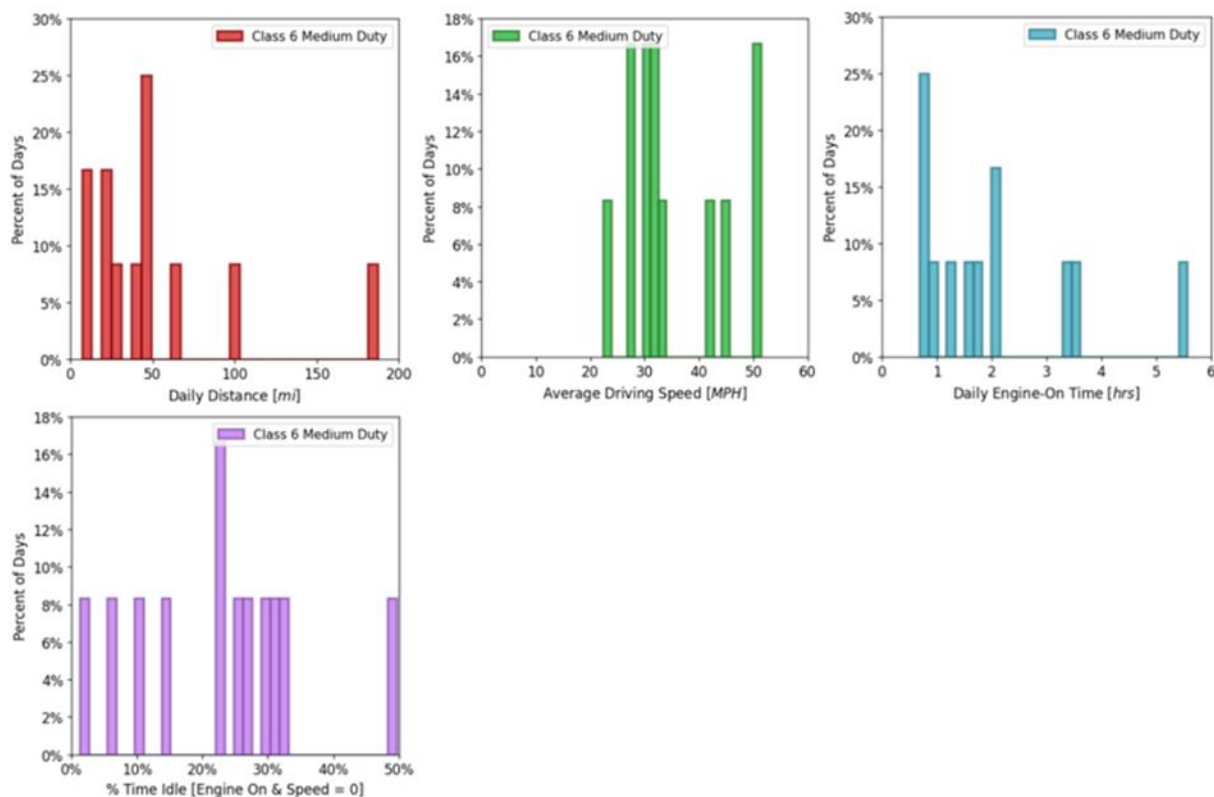 30%
25%
20%
15%
10%
5%
0%
Percent of Days
Class 6 Medium Duty
0 50 100 150 200
Daily Distance [mi]
18%
16%
14%
12%
10%
8%
6%
4%
2%
0%
Percent of Days
Class 6 Medium Duty
0 10 20 30 40 50 60
Average Driving Speed [MPH]
30%
25%
20%
15%
10%
5%
0%
Percent of Days
Class 6 Medium Duty
1 2 3 4 5 6
Daily Engine-On Time [hrs]
18%
16%
14%
12%
10%
8%
6%
4%
2%
0%
Percent of Days
Class 6 Medium Duty
0% 10% 20% 30% 40% 50%
% Time Idle [Engine On & Speed = 0]